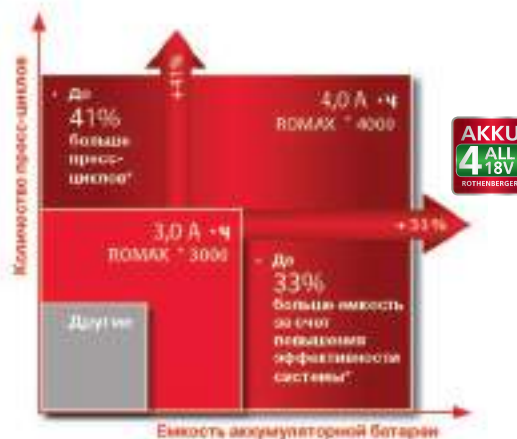 Количество пресс-циклов
+41%
- До
41%
больше
пресс-
циклов*
4,0 А · ч
ROMAX ® 4000
AKKU
4 ALL
18V
ROTHENBERGER
3,0 А · ч
ROMAX ® 3000
- До
33%
больше емкость
за счет
повышения
эффективности
системы*
Другие
Емкость аккумуляторной батареи